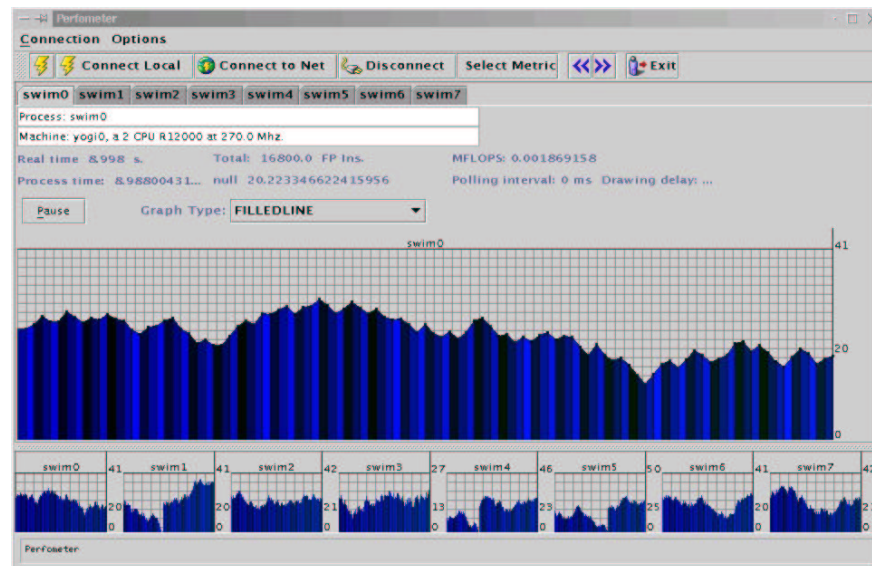 Perfometer
Connection Options
Connect Local Connect to Net Disconnect Select Metric Exit
swim0 swim1 swim2 swim3 swim4 swim5 swim6 swim7
Process: swim0
Machine: yogi0, a 2 CPU R12000 at 270.0 Mhz.
Real time 8.998 s. Total: 16800.0 FP Ins. MFLOPS: 0.001869158
Process time: 8.98800431... null 20.223346622415956 Polling interval: 0 ms Drawing delay: ...
Pause Graph Type: FILLEDLINE
swim0
41
20
0
swim0 41 swim1 41 swim2 42 swim3 27 swim4 46 swim5 50 swim6 41 swim7
20 20 21 13 23 25 20
0 0 0 0 0 0 0
Perfometer